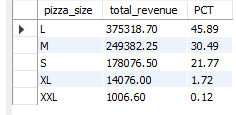 pizza_size total_revenue PCT
L 375318.70 45.89
M 249382.25 30.49
S 178076.50 21.77
XL 14076.00 1.72
XXL 1006.60 0.12